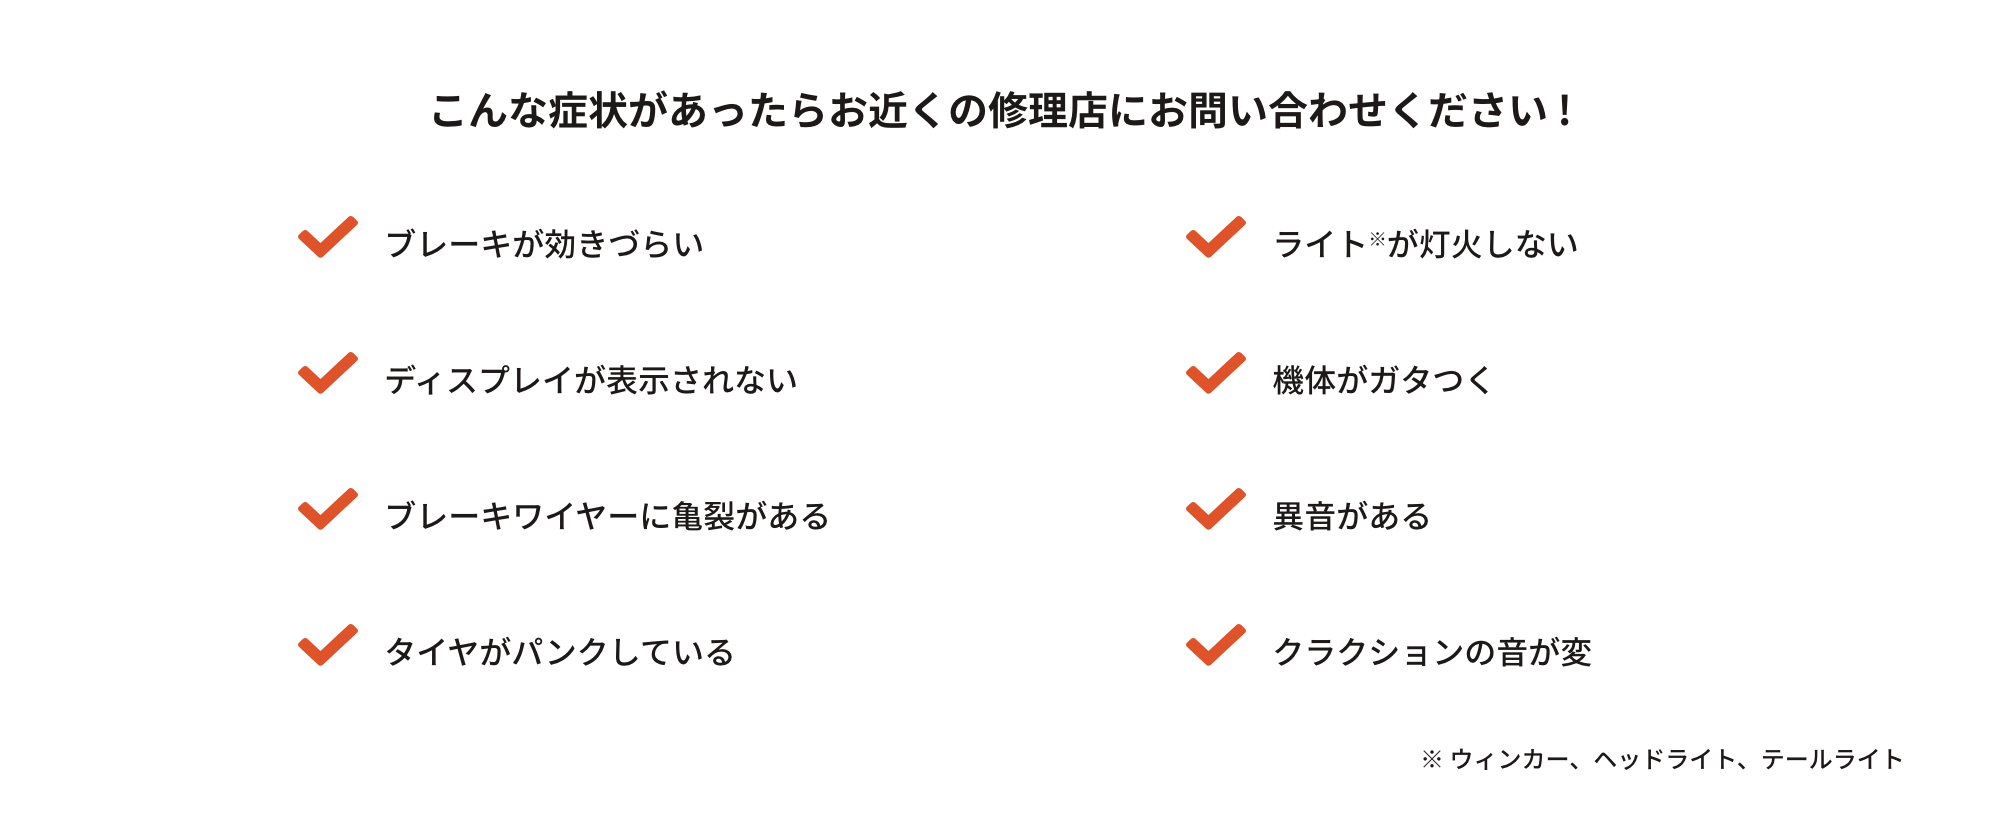 こんな症状があったらお近くの修理店にお問い合わせください！
ブレーキが効きづらい
ライト※が灯火しない
ディスプレイが表示されない
機体がガタつく
ブレーキワイヤーに亀裂がある
異音がある
タイヤがパンクしている
クラクションの音が変
※ ウィンカー、ヘッドライト、テールライト